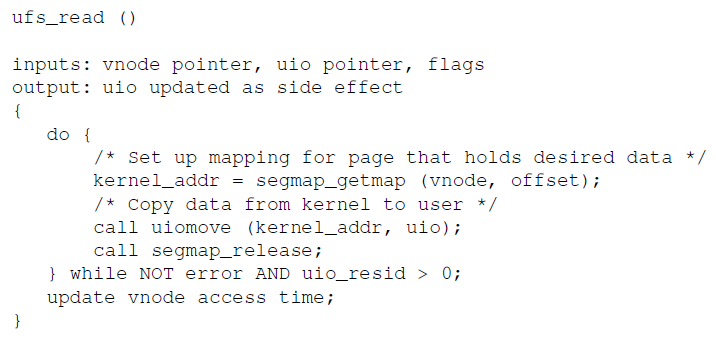 ufs_read ()
inputs: vnode pointer, uio pointer, flags
output: uio updated as side effect
{
do {
/* Set up mapping for page that holds desired data */
kernel_addr = segmap_getmap (vnode, offset);
/* Copy data from kernel to user */
call uiomove (kernel_addr, uio);
call segmap_release;
} while NOT error AND uio_resid > 0;
update vnode access time;
}